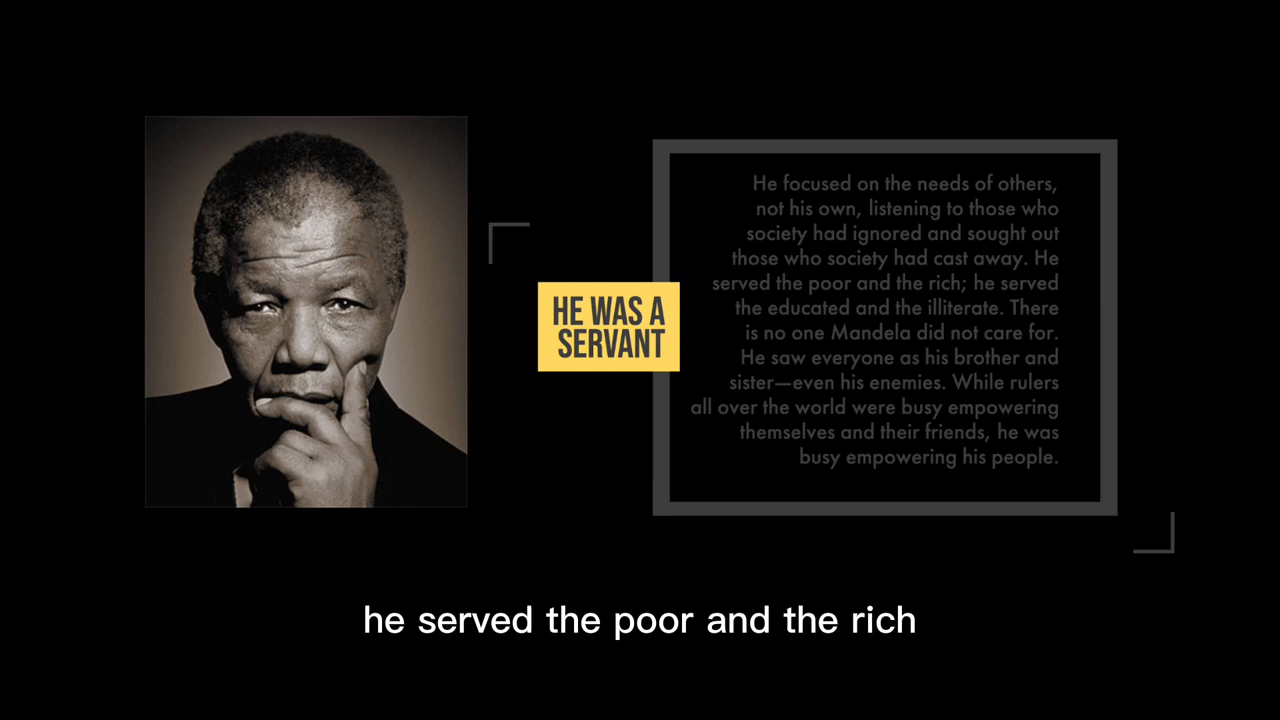 HE WAS A
SERVANT
He focused on the needs of others,
not his own, listening to those who
society had ignored and sought out
those who society had cast away. He
served the poor and the rich; he served
the educated and the illiterate. There
is no one Mandela did not care for.
He saw everyone as his brother and
sister—even his enemies. While rulers
all over the world were busy empowering
themselves and their friends, he was
busy empowering his people.
he served the poor and the rich